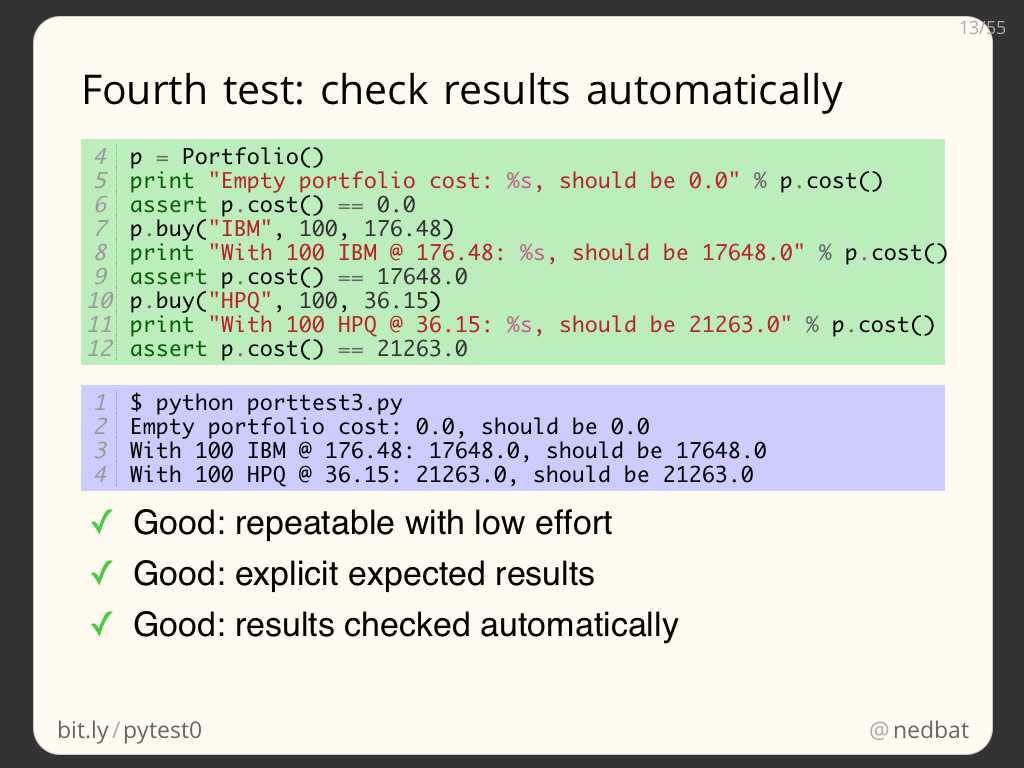 13/55
Fourth test: check results automatically
4 p = Portfolio()
5 print "Empty portfolio cost: %s, should be 0.0" % p.cost()
6 assert p.cost() == 0.0
7 p.buy("IBM", 100, 176.48)
8 print "With 100 IBM @ 176.48: %s, should be 17648.0" % p.cost()
9 assert p.cost() == 17648.0
10 p.buy("HPQ", 100, 36.15)
11 print "With 100 HPQ @ 36.15: %s, should be 21263.0" % p.cost()
12 assert p.cost() == 21263.0
1 $ python porttest3.py
2 Empty portfolio cost: 0.0, should be 0.0
3 With 100 IBM @ 176.48: 17648.0, should be 17648.0
4 With 100 HPQ @ 36.15: 21263.0, should be 21263.0
✓ Good: repeatable with low effort
✓ Good: explicit expected results
✓ Good: results checked automatically
bit.ly/pytest0
@nedbat